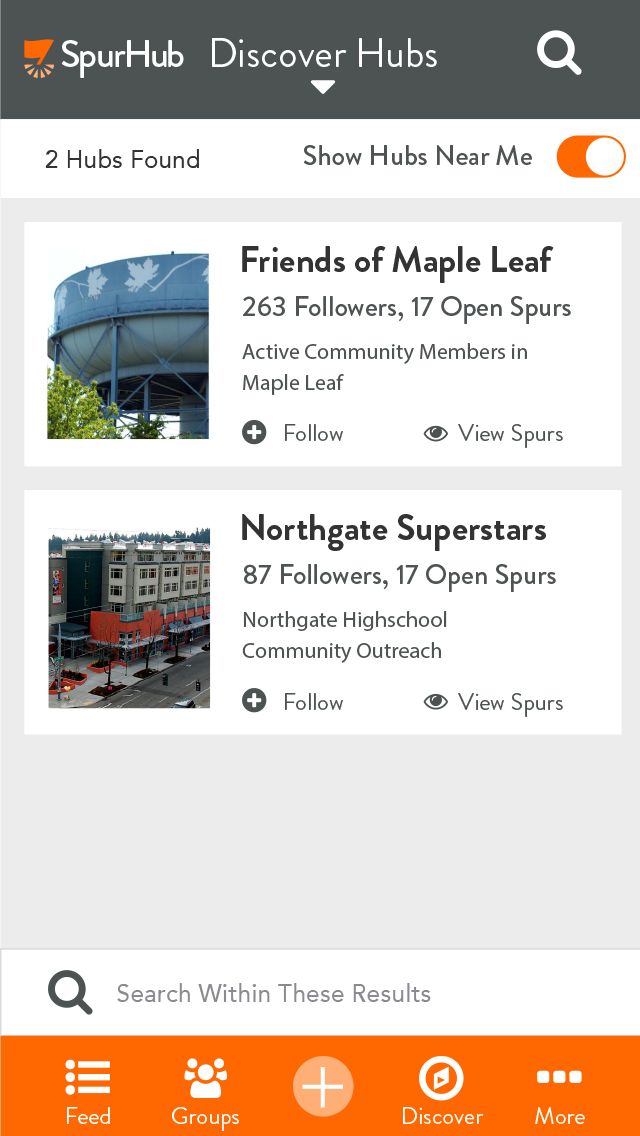 SpurHub Discover Hubs
2 Hubs Found Show Hubs Near Me
Friends of Maple Leaf
263 Followers, 17 Open Spurs
Active Community Members in
Maple Leaf
Follow View Spurs
Northgate Superstars
87 Followers, 17 Open Spurs
Northgate Highschool
Community Outreach
Follow View Spurs
Search Within These Results
Feed Groups Discover More